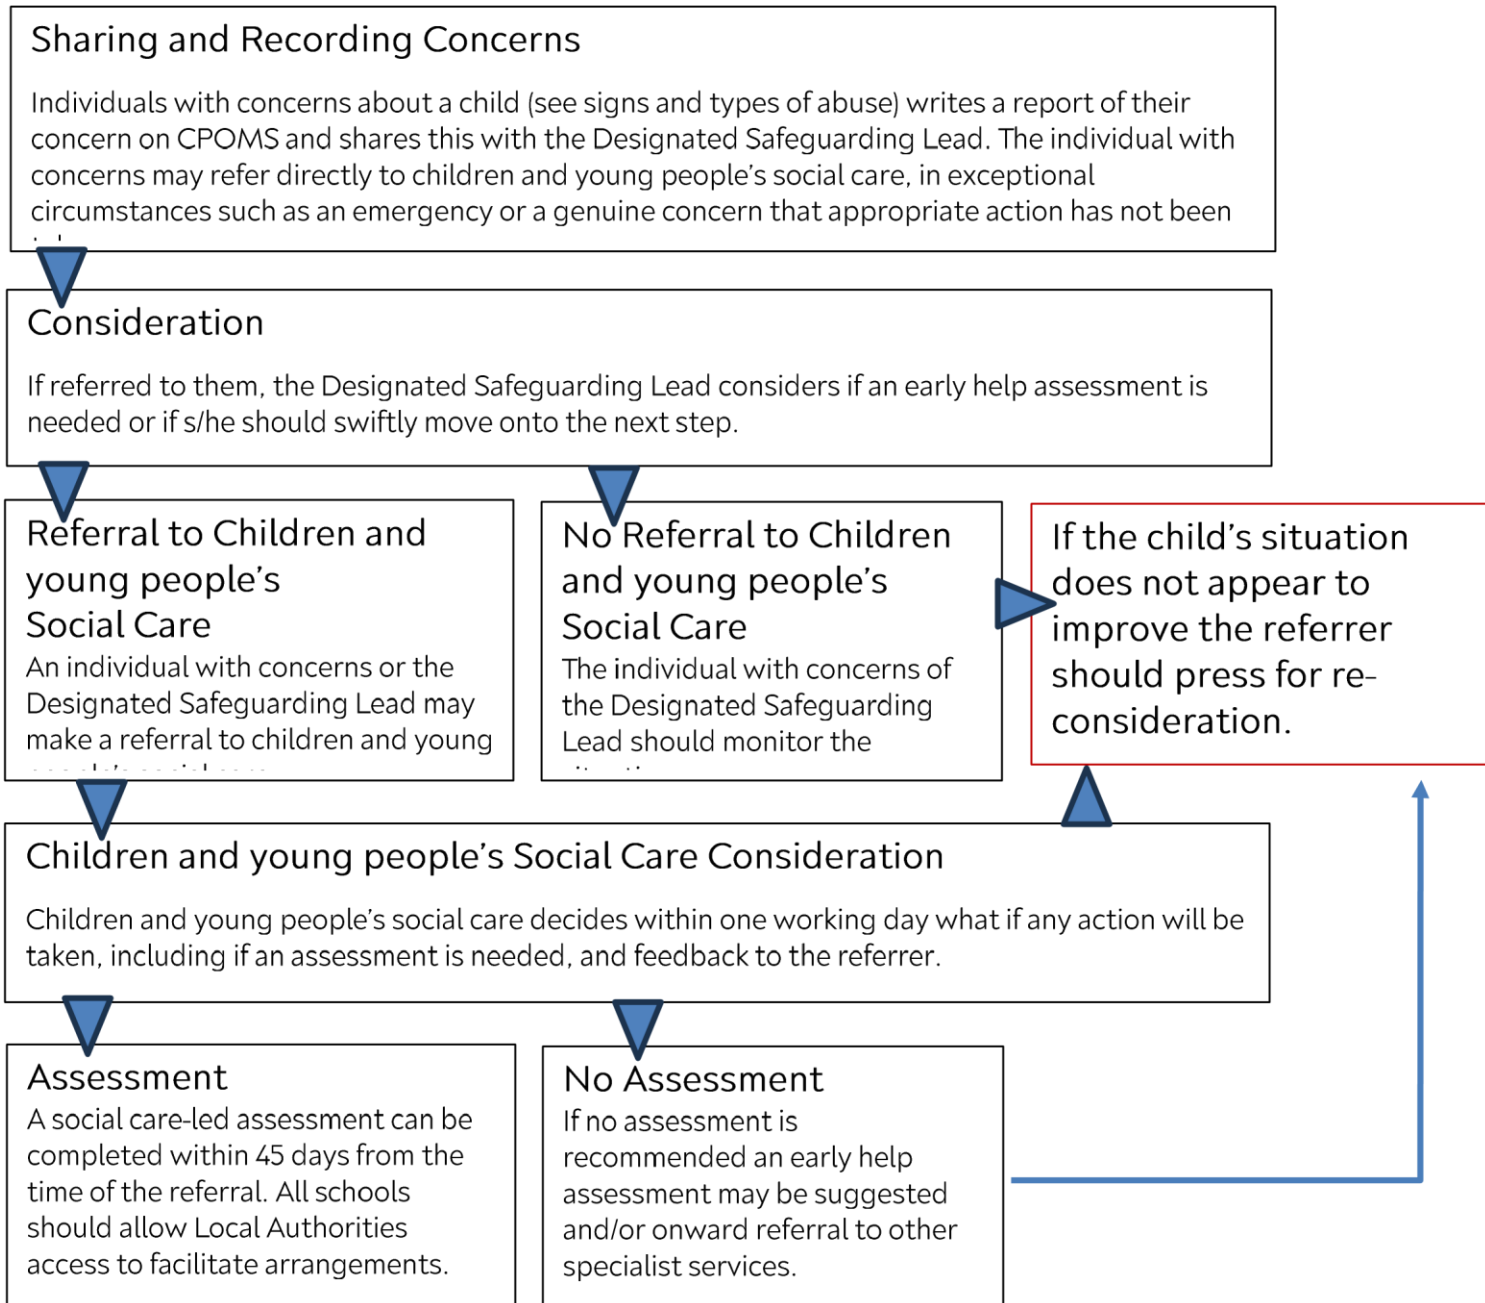 Sharing and Recording Concerns
Individuals with concerns about a child (see signs and types of abuse) writes a report of their
concern on CPOMS and shares this with the Designated Safeguarding Lead. The individual with
concerns may refer directly to children and young people's social care, in exceptional
circumstances such as an emergency or a genuine concern that appropriate action has not been
Consideration
If referred to them, the Designated Safeguarding Lead considers if an early help assessment is
needed or if s/he should swiftly move onto the next step.
Referral to Children and
young people's
Social Care
An individual with concerns or the
Designated Safeguarding Lead may
make a referral to children and young
No Referral to Children
and young people's
Social Care
The individual with concerns of
the Designated Safeguarding
Lead should monitor the
If the child's situation
does not appear to
improve the referrer
should press for re-
consideration.
Children and young people's Social Care Consideration
Children and young people's social care decides within one working day what if any action will be
taken, including if an assessment is needed, and feedback to the referrer.
Assessment
A social care-led assessment can be
completed within 45 days from the
time of the referral. All schools
should allow Local Authorities
access to facilitate arrangements.
No Assessment
If no assessment is
recommended an early help
assessment may be suggested
and/or onward referral to other
specialist services.